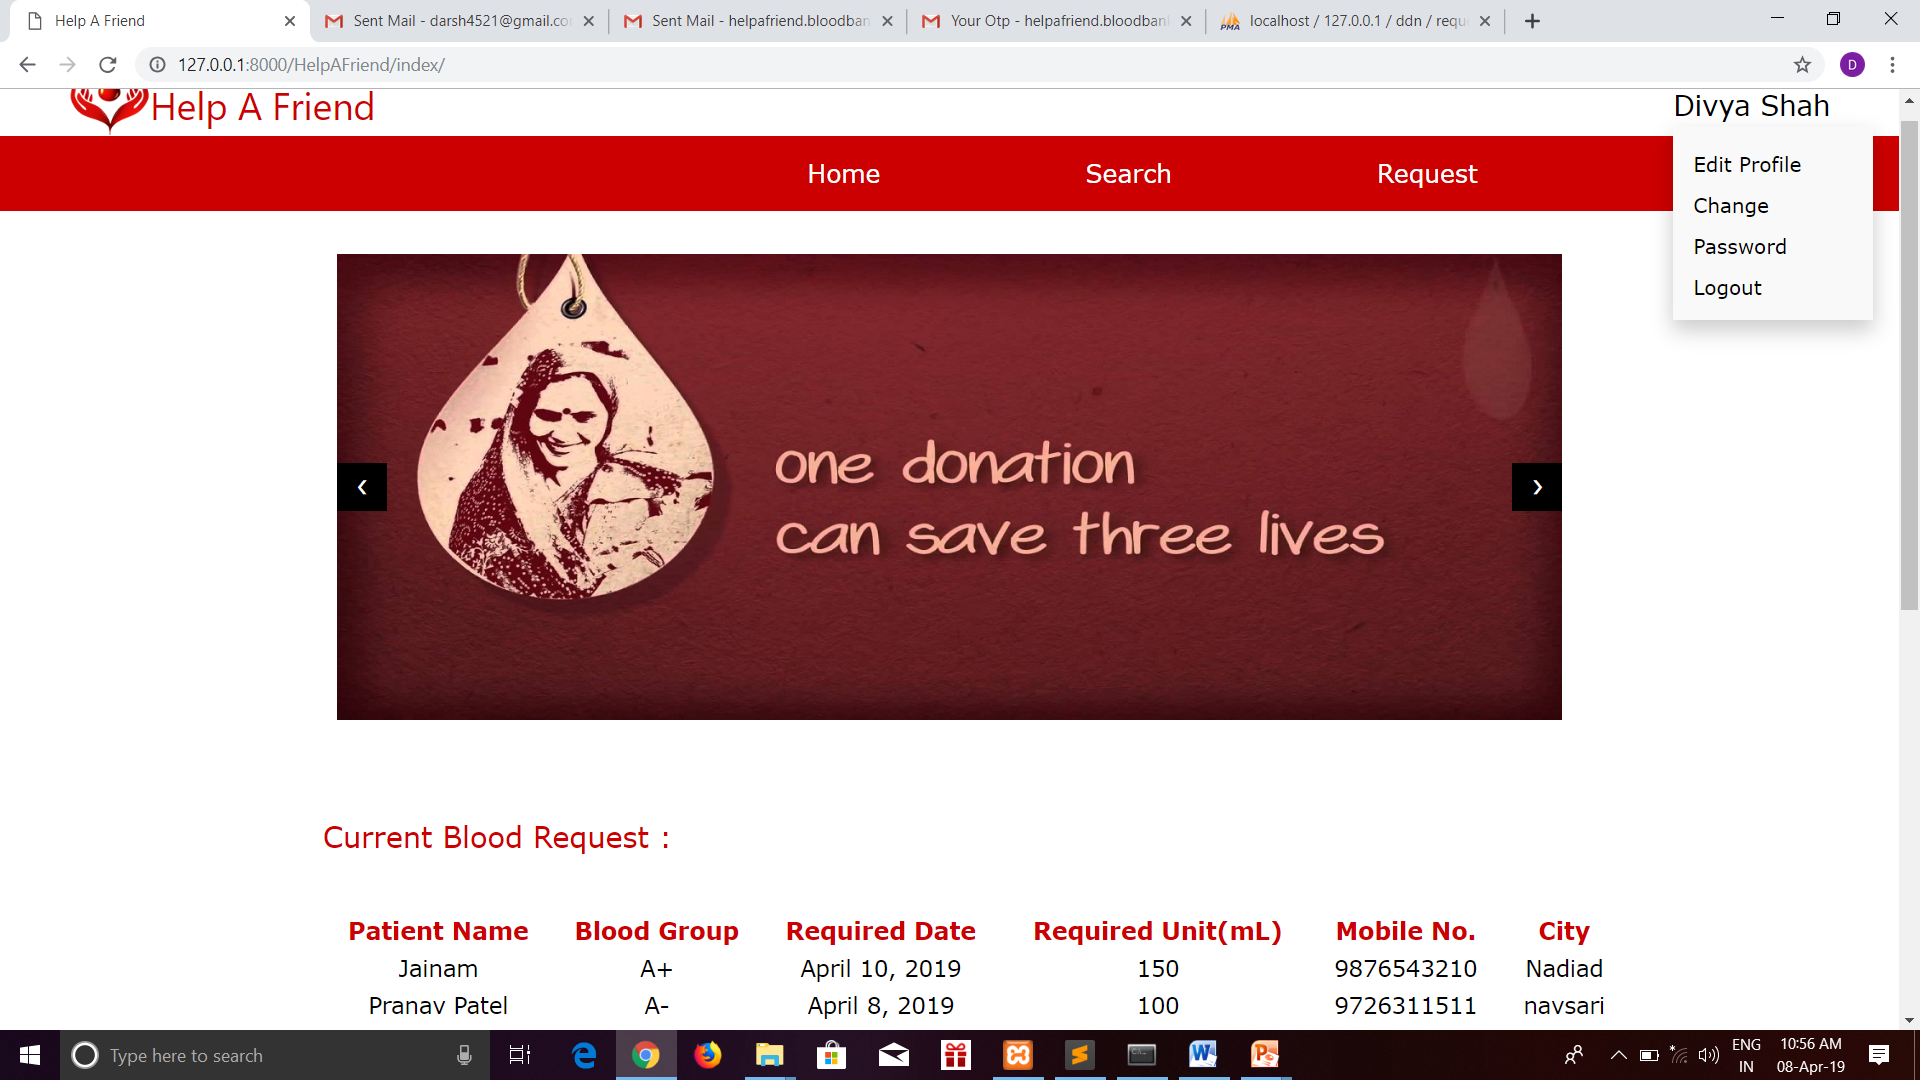 Help A Friend
Sent Mail - darsh4521@gmail.co
Sent Mail - helpafriend.bloodban
Your Otp - helpafriend.bloodban
localhost / 127.0.0.1 / ddn / requ
127.0.0.1:8000/HelpAFriend/index/
D
Help A Friend
Divya Shah
Home
Search
Request
Edit Profile
Change
Password
Logout
one donation
can save three lives
Current Blood Request :
Patient Name Blood Group Required Date Required Unit(mL) Mobile No. City
Jainam A+ April 10, 2019 150 9876543210 Nadiad
Pranav Patel A- April 8, 2019 100 9726311511 navsari
Type here to search
ENG
IN
10:56 AM
08-Apr-19